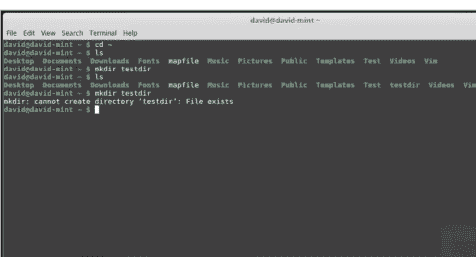 david@david-mint ~
File Edit View Search Terminal Help
david@david-mint ~ $ cd ~
david@david-mint ~ $ ls
Desktop Documents Downloads Fonts mapfile Music Pictures Public Templates Test Videos Vim
david@david-mint ~ $ mkdir testdir
david@david-mint ~ $ ls
Desktop Documents Downloads Fonts mapfile Music Pictures Public Templates Test testdir Videos Vim
david@david-mint ~ $ mkdir testdir
mkdir: cannot create directory 'testdir': File exists
david@david-mint ~ $